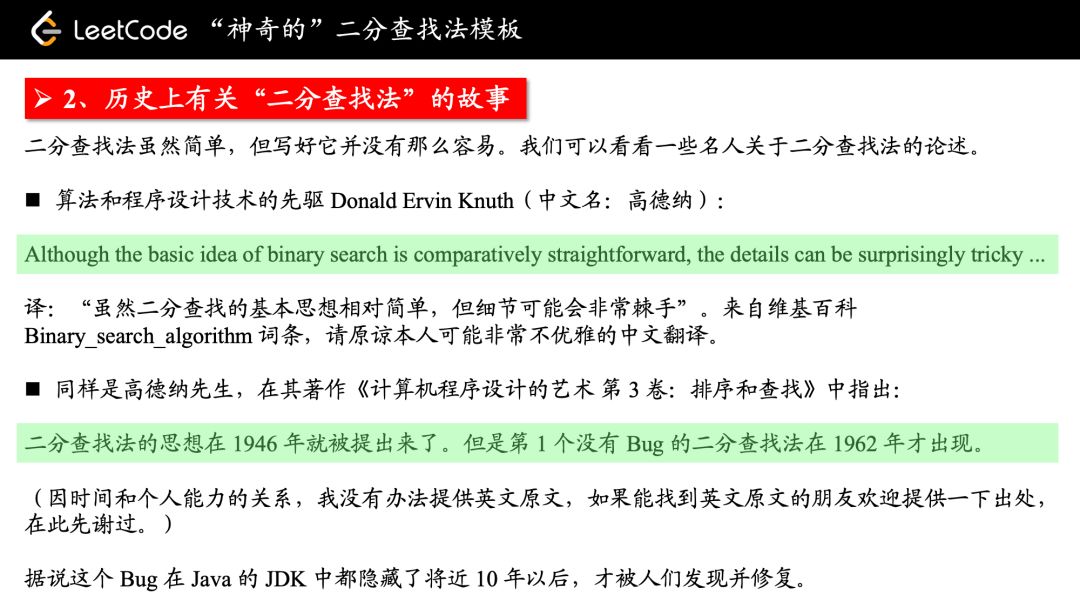 LeetCode “神奇的”二分查找法模板
➢ 2、历史上有关“二分查找法”的故事
二分查找法虽然简单，但写好它并没有那么容易。我们可以看看一些名人关于二分查找法的论述。
■ 算法和程序设计技术的先驱 Donald Ervin Knuth（中文名：高德纳）：
Although the basic idea of binary search is comparatively straightforward, the details can be surprisingly tricky ...
译：“虽然二分查找的基本思想相对简单，但细节可能会非常棘手”。来自维基百科
Binary_search_algorithm 词条，请原谅本人可能非常不优雅的中文翻译。
■ 同样是高德纳先生，在其著作《计算机程序设计的艺术 第 3 卷：排序和查找》中指出：
二分查找法的思想在 1946 年就被提出来了。但是第 1 个没有 Bug 的二分查找法在 1962 年才出现。
（因时间和个人能力的关系，我没有办法提供英文原文，如果能找到英文原文的朋友欢迎提供一下出处，
在此先谢过。）
据说这个 Bug 在 Java 的 JDK 中都隐藏了将近 10 年以后，才被人们发现并修复。